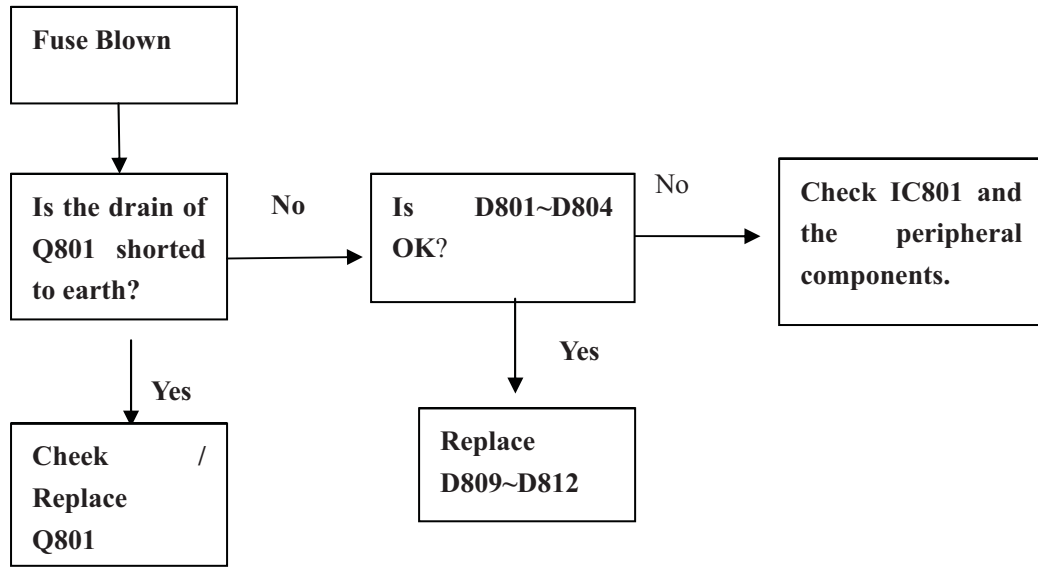 Fuse Blown
Is the drain of
Q801 shorted
to earth?
No
Is D801~D804
OK?
No
Check IC801 and
the peripheral
components.
Yes
Cheek /
Replace
Q801
Yes
Replace
D809~D812